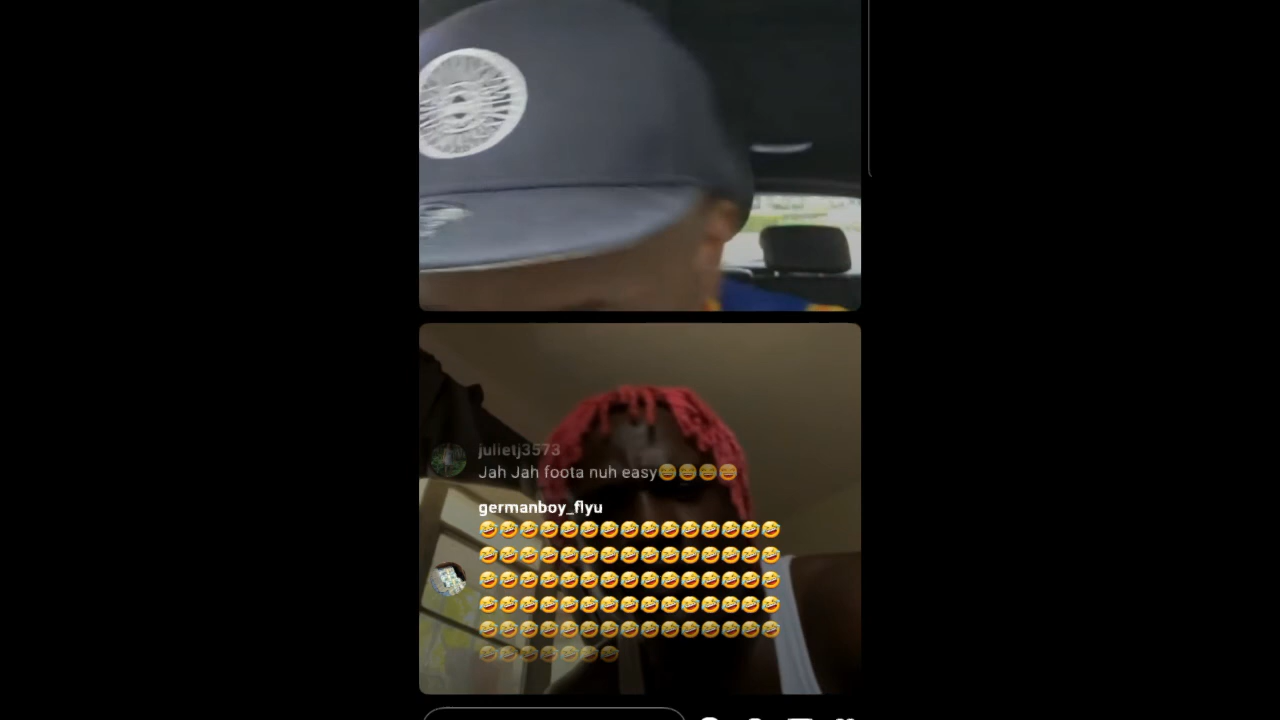 julietj3573
Jah Jah foota nuh easy😄😄😄😄
germanboy_flyu
🤣🤣🤣🤣🤣🤣🤣🤣🤣🤣🤣🤣🤣🤣🤣
🤣🤣🤣🤣🤣🤣🤣🤣🤣🤣🤣🤣🤣🤣🤣
🤣🤣🤣🤣🤣🤣🤣🤣🤣🤣🤣🤣🤣🤣🤣
🤣🤣🤣🤣🤣🤣🤣🤣🤣🤣🤣🤣🤣🤣🤣
🤣🤣🤣🤣🤣🤣🤣🤣🤣🤣🤣🤣🤣🤣🤣
🤣🤣🤣🤣🤣🤣🤣